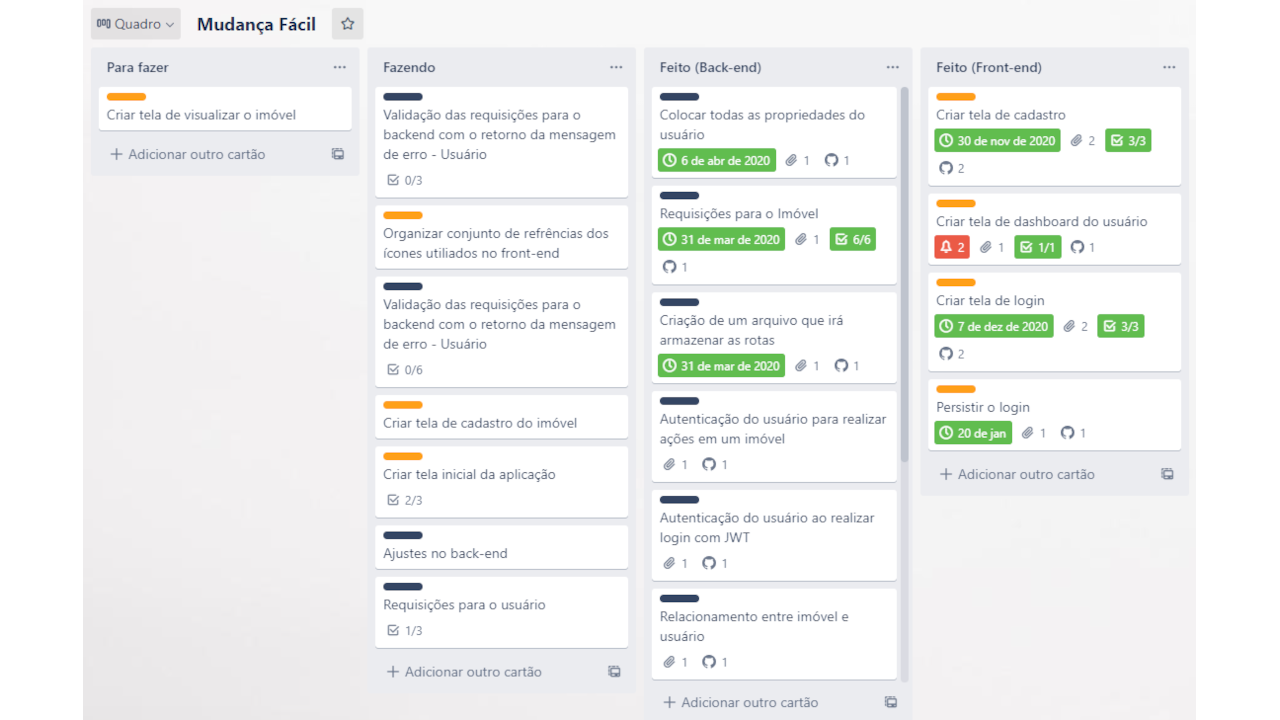 Quadro
Mudança Fácil
Para fazer
Criar tela de visualizar o imóvel
Adicionar outro cartão
Fazendo
Validação das requisições para o
backend com o retorno da mensagem
de erro - Usuário
0/3
Organizar conjunto de refrências dos
ícones utiliados no front-end
Validação das requisições para o
backend com o retorno da mensagem
de erro - Usuário
0/6
Criar tela de cadastro do imóvel
Criar tela inicial da aplicação
2/3
Ajustes no back-end
Requisições para o usuário
1/3
Adicionar outro cartão
Feito (Back-end)
Colocar todas as propriedades do
usuário
6 de abr de 2020 1 1
Requisições para o Imóvel
31 de mar de 2020 1 6/6
1
Criação de um arquivo que irá
armazenar as rotas
31 de mar de 2020 1 1
Autenticação do usuário para realizar
ações em um imóvel
1 1
Autenticação do usuário ao realizar
login com JWT
1 1
Relacionamento entre imóvel e
usuário
1 1
Adicionar outro cartão
Feito (Front-end)
Criar tela de cadastro
30 de nov de 2020 2 3/3
2
Criar tela de dashboard do usuário
2 1 1/1 1
Criar tela de login
7 de dez de 2020 2 3/3
2
Persistir o login
20 de jan 1 1
Adicionar outro cartão